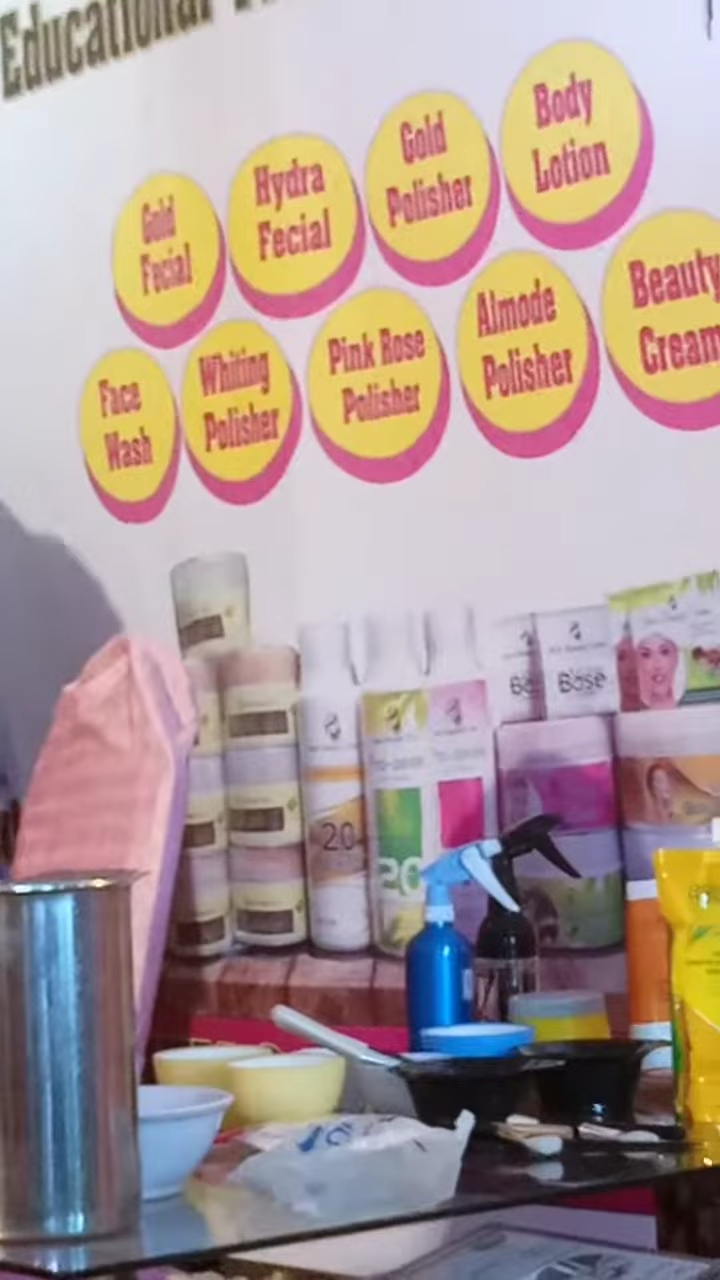 Educational
Gold
Fecial
Hydra
Fecial
Gold
Polisher
Body
Lotion
Face
Wash
Whiting
Polisher
Pink Rose
Polisher
Almode
Polisher
Beauty
Cream
Bose
20
20